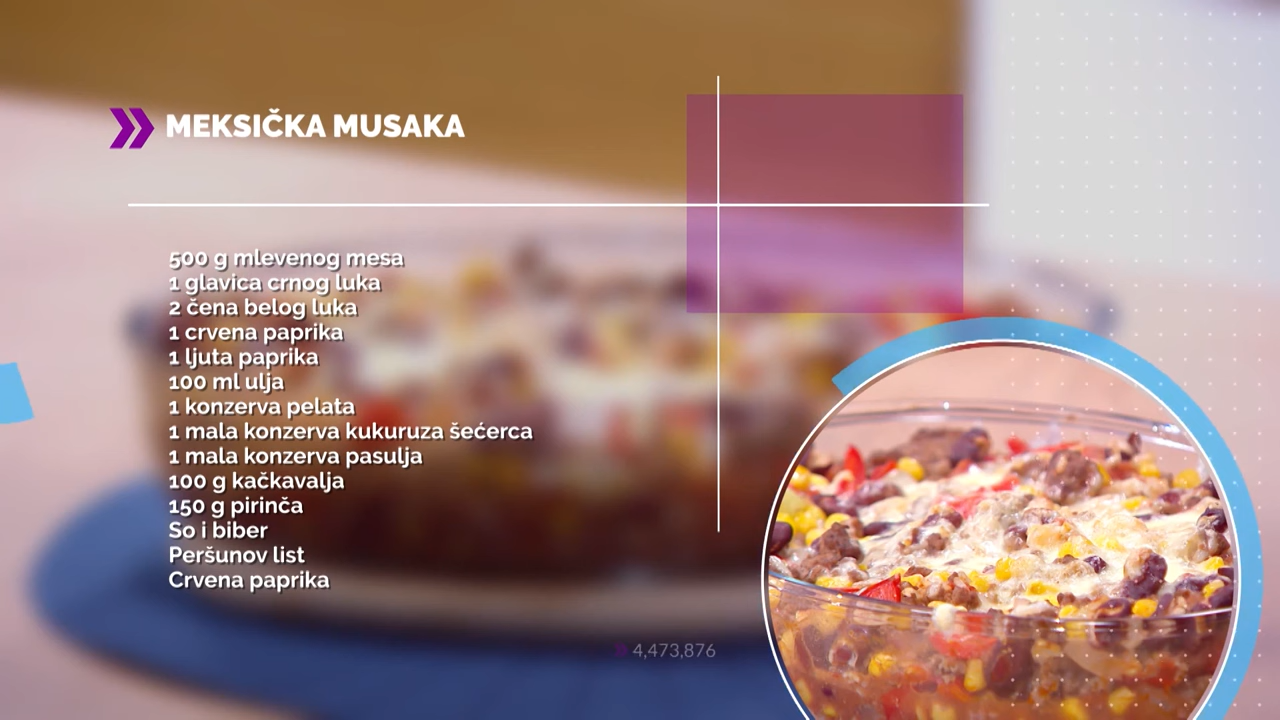 MEKSIČKA MUSAKA
500 g mlevenog mesa
1 glavica crnog luka
2 čena belog luka
1 crvena paprika
1 ljuta paprika
100 ml ulja
1 konzerva pelata
1 mala konzerva kukuruza šećerca
1 mala konzerva pasulja
100 g kačkavalja
150 g pirinča
So i biber
Peršunov list
Crvena paprika
4,473,876